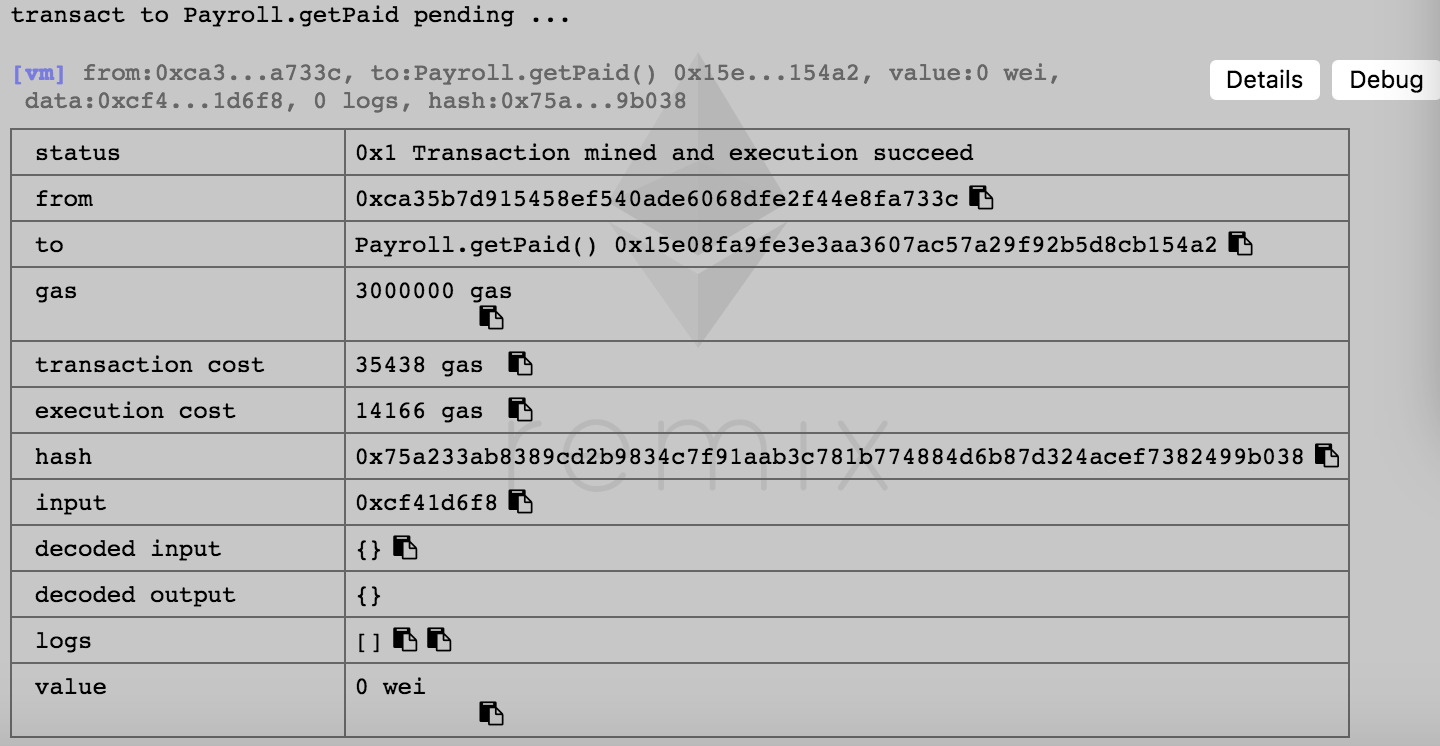 transact to Payroll.getPaid pending ...
[vm] from:0xca3...a733c, to:Payroll.getPaid() 0x15e...154a2, value:0 wei,
data:0xcf4...1d6f8, 0 logs, hash:0x75a...9b038
Details
Debug
status 0x1 Transaction mined and execution succeed
from 0xca35b7d915458ef540ade6068dfe2f44e8fa733c
to Payroll.getPaid() 0x15e08fa9fe3e3aa3607ac57a29f92b5d8cb154a2
gas 3000000 gas
transaction cost 35438 gas
execution cost 14166 gas
hash 0x75a233ab8389cd2b9834c7f91aab3c781b774884d6b87d324acef7382499b038
input 0xcf41d6f8
decoded input {}
decoded output {}
logs []
value 0 wei
remix